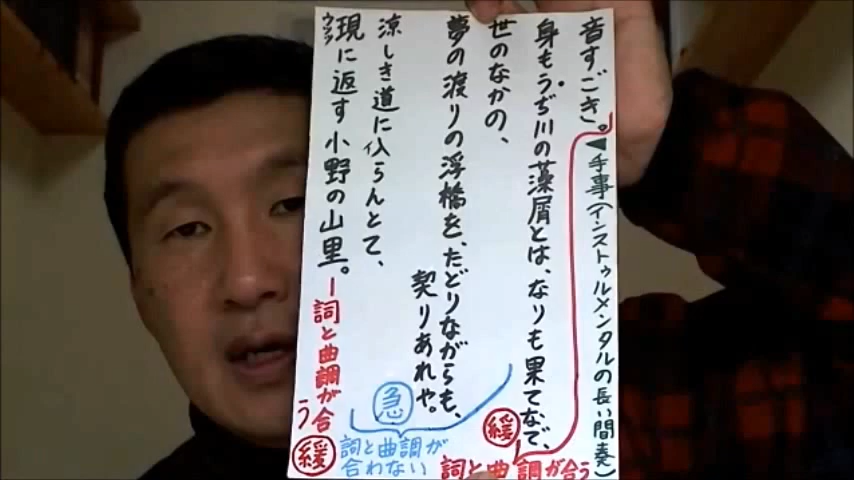 音すごき。◀手事(インストゥルメンタルの長い間奏)
身もうぢ川の藻屑とは、なりも果てなで、
世のなかの、
夢の渡りの浮橋を、たどりながらも、
契りあれや。
涼しき道に入らんとて、
現に返す小野の山里。
ウツツ
緩
詞と曲調が合う
急
詞と曲調が
合わない
ー詞と曲調が合
う
緩